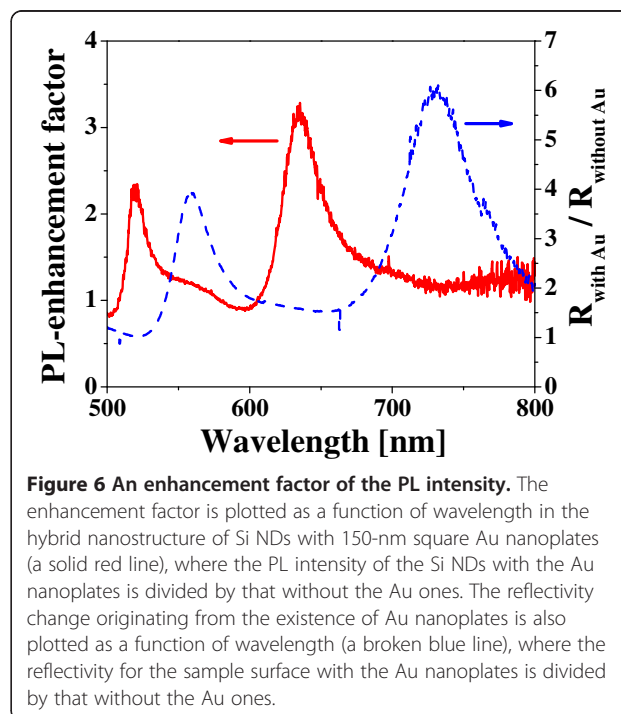 4
3
2
1
0
PL-enhancement factor
7
6
5
4
3
2
1
0
R with Au / R without Au
500
600
700
800
Wavelength [nm]
Figure 6 An enhancement factor of the PL intensity. The
enhancement factor is plotted as a function of wavelength in the
hybrid nanostructure of Si NDs with 150-nm square Au nanoplates
(a solid red line), where the PL intensity of the Si NDs with the Au
nanoplates is divided by that without the Au ones. The reflectivity
change originating from the existence of Au nanoplates is also
plotted as a function of wavelength (a broken blue line), where the
reflectivity for the sample surface with the Au nanoplates is divided
by that without the Au ones.